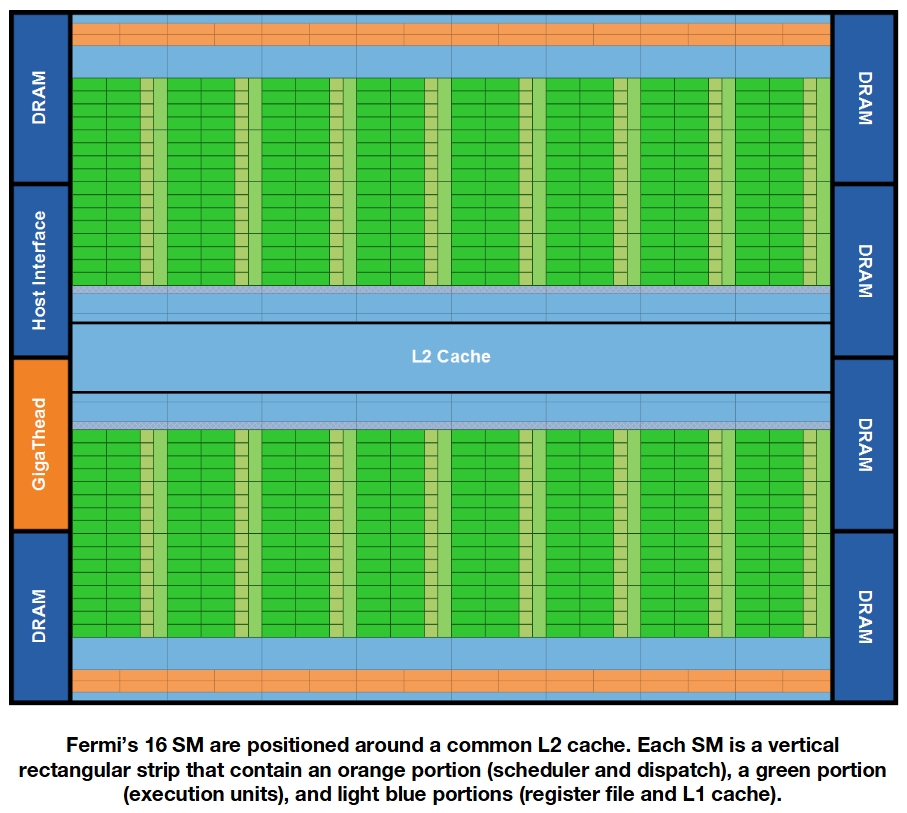 DRAM
Host Interface
GigaThead
DRAM
L2 Cache
DRAM
DRAM
DRAM
DRAM
Fermi’s 16 SM are positioned around a common L2 cache. Each SM is a vertical
rectangular strip that contain an orange portion (scheduler and dispatch), a green portion
(execution units), and light blue portions (register file and L1 cache).